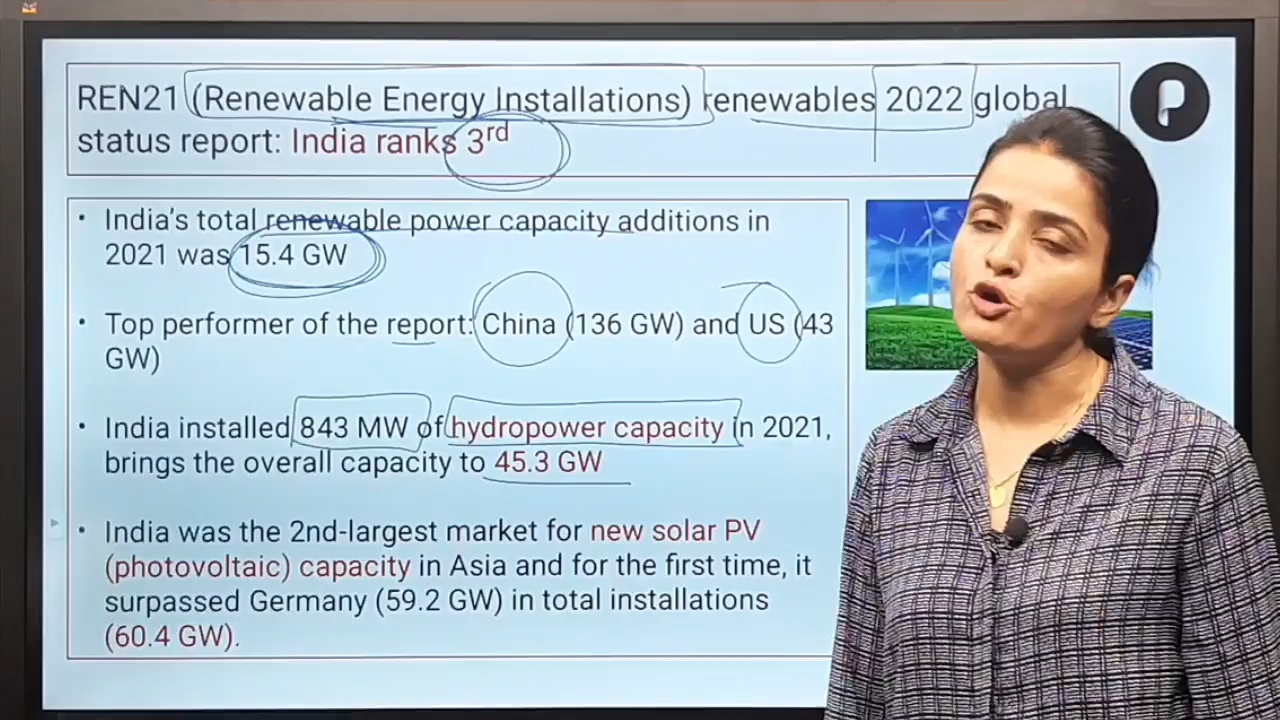 REN21 (Renewable Energy Installations) renewables 2022 global
status report: India ranks 3rd
• India's total renewable power capacity additions in
2021 was 15.4 GW
• Top performer of the report: China (136 GW) and US (43
GW)
• India installed 843 MW of hydropower capacity in 2021,
brings the overall capacity to 45.3 GW
• India was the 2nd-largest market for new solar PV
(photovoltaic) capacity in Asia and for the first time, it
surpassed Germany (59.2 GW) in total installations
(60.4 GW).